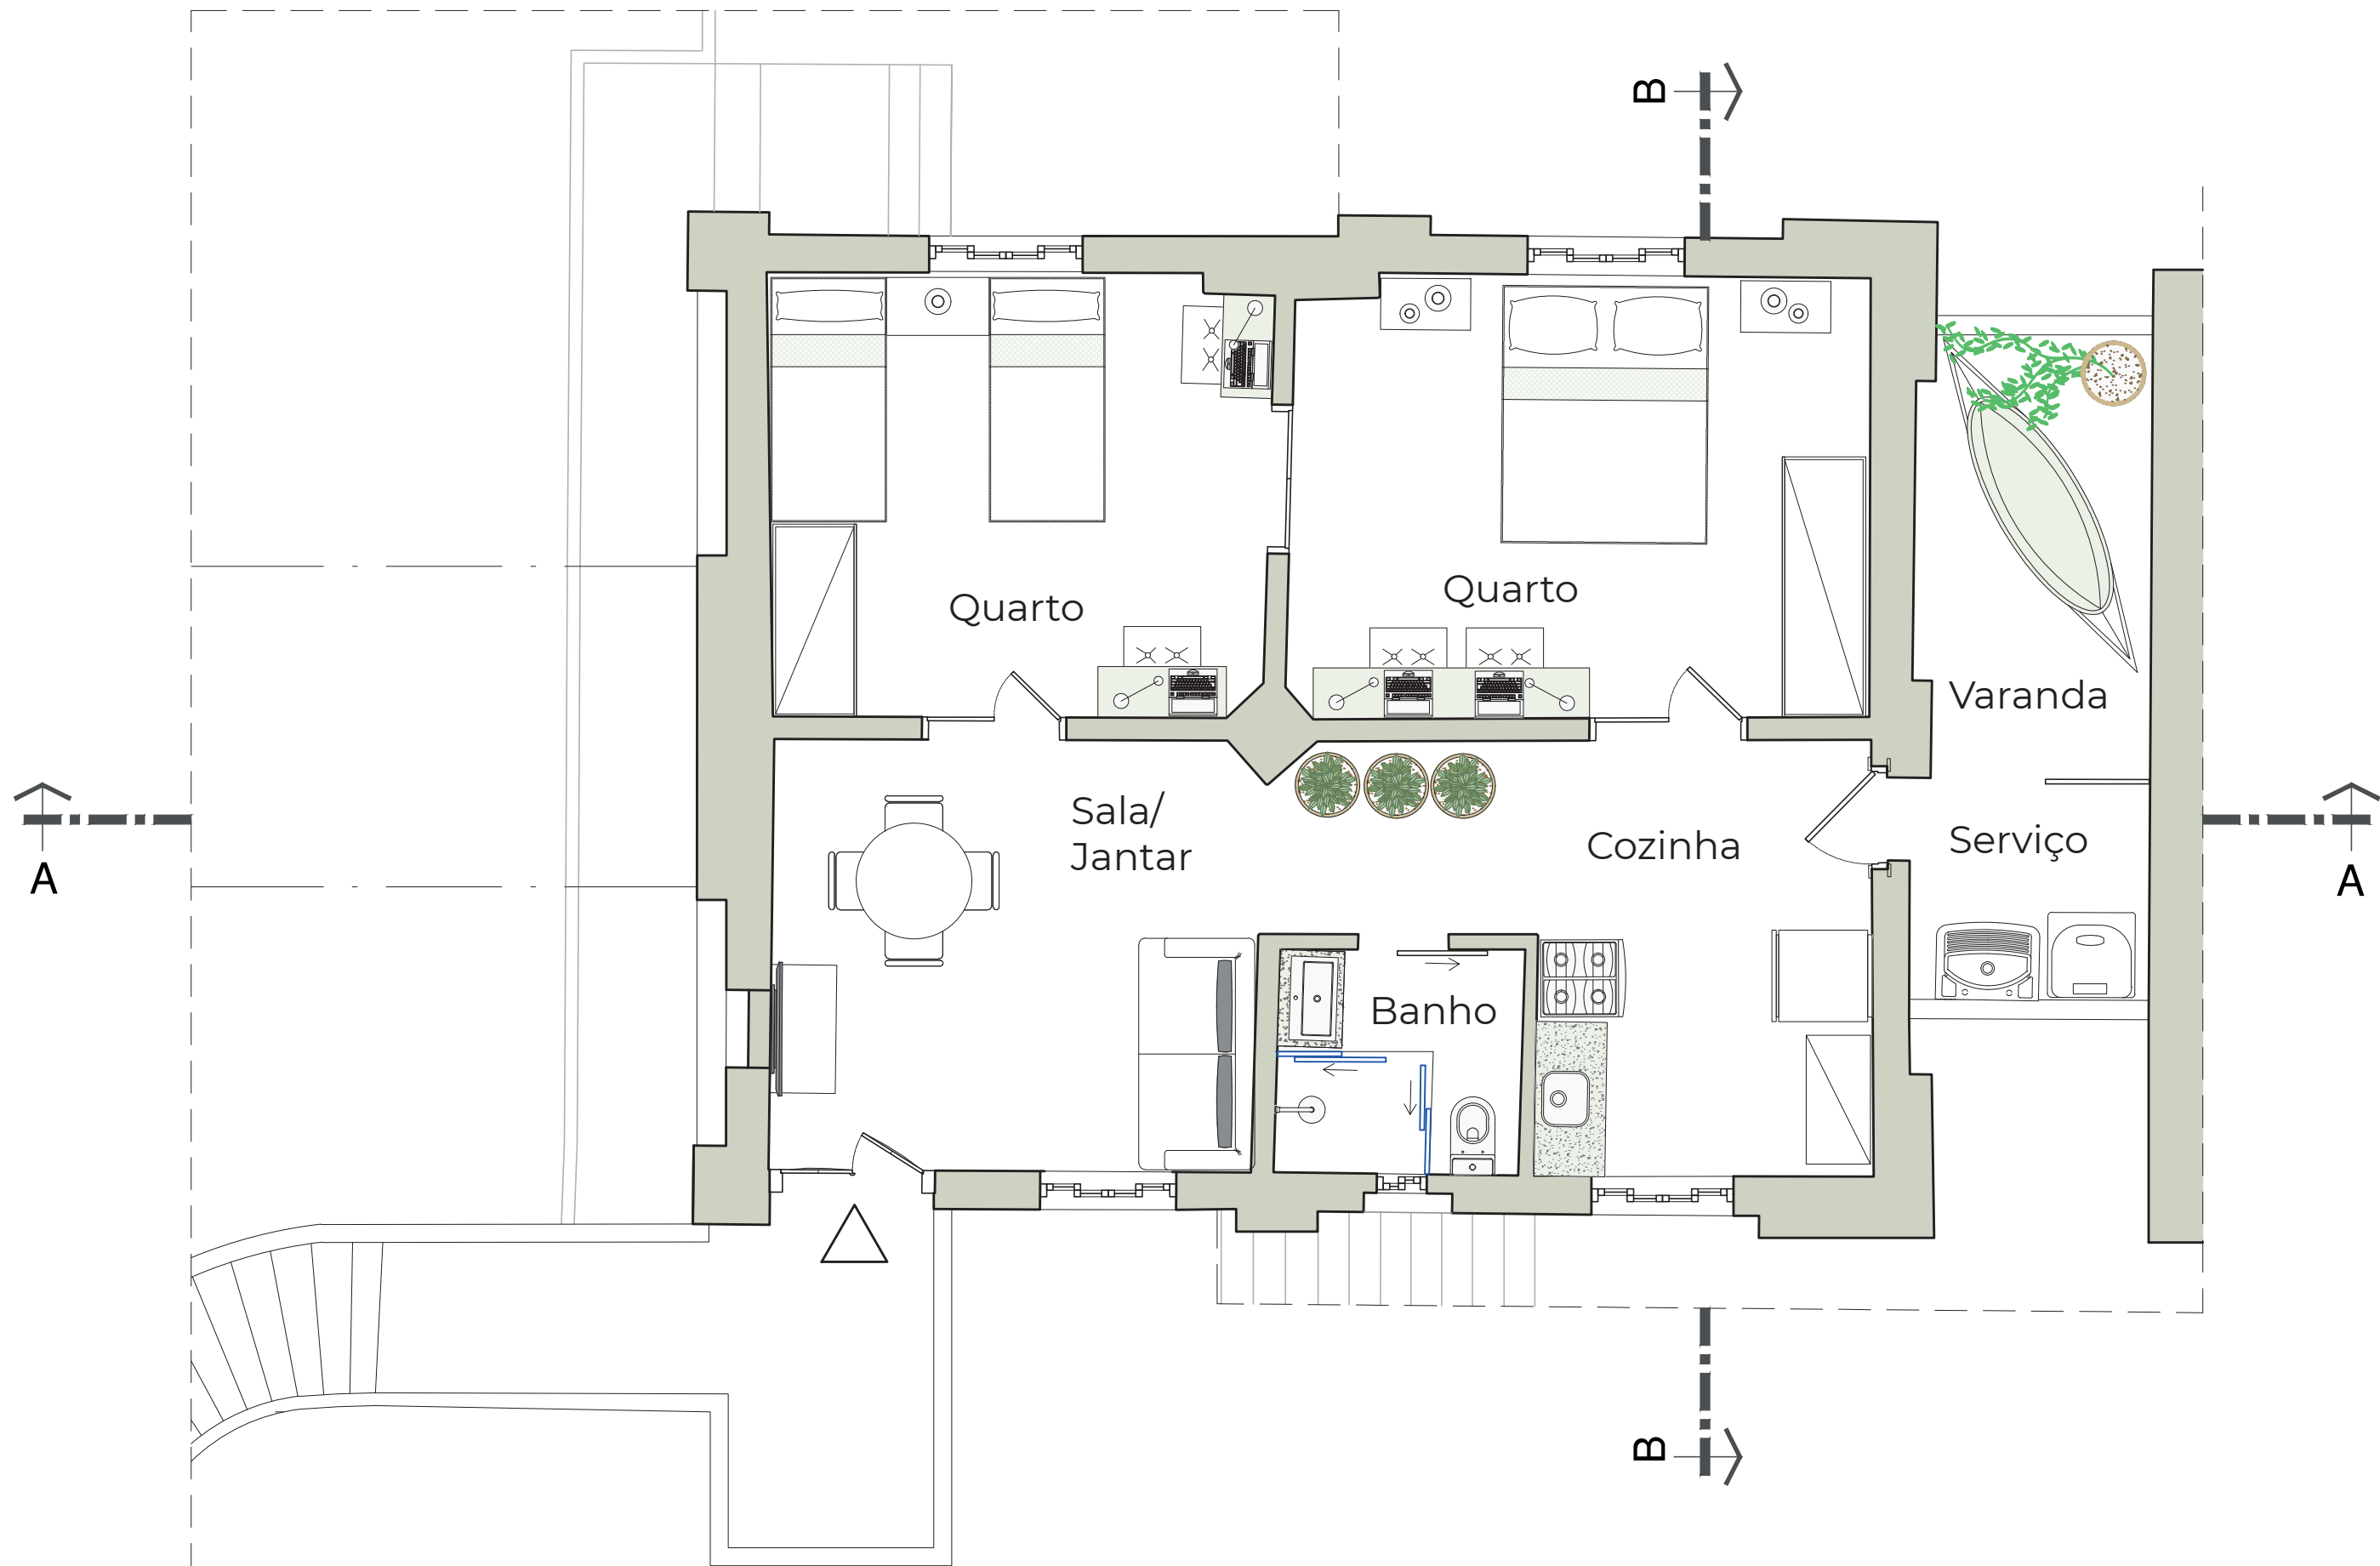 B
Quarto
Quarto
Varanda
Sala/
Jantar
Cozinha
Serviço
A
A
Banho
B